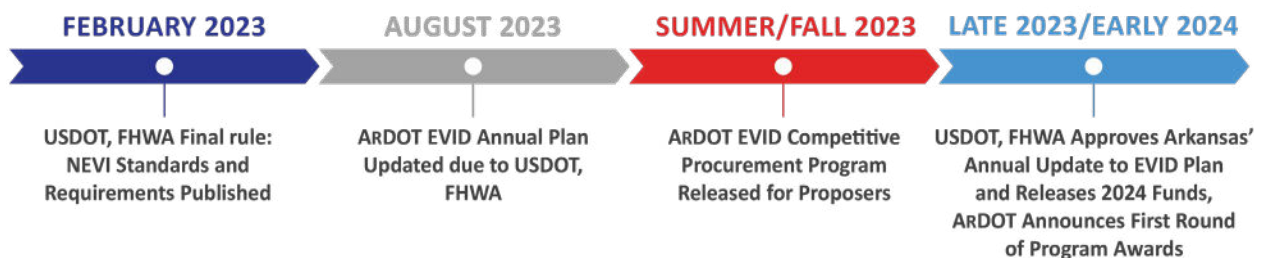 FEBRUARY 2023
USDOT, FHWA Final rule:
NEVI Standards and
Requirements Published
AUGUST 2023
ARDOT EVID Annual Plan
Updated due to USDOT,
FHWA
SUMMER/FALL 2023
ARDOT EVID Competitive
Procurement Program
Released for Proposers
LATE 2023/EARLY 2024
USDOT, FHWA Approves Arkansas’
Annual Update to EVID Plan
and Releases 2024 Funds,
ARDOT Announces First Round
of Program Awards